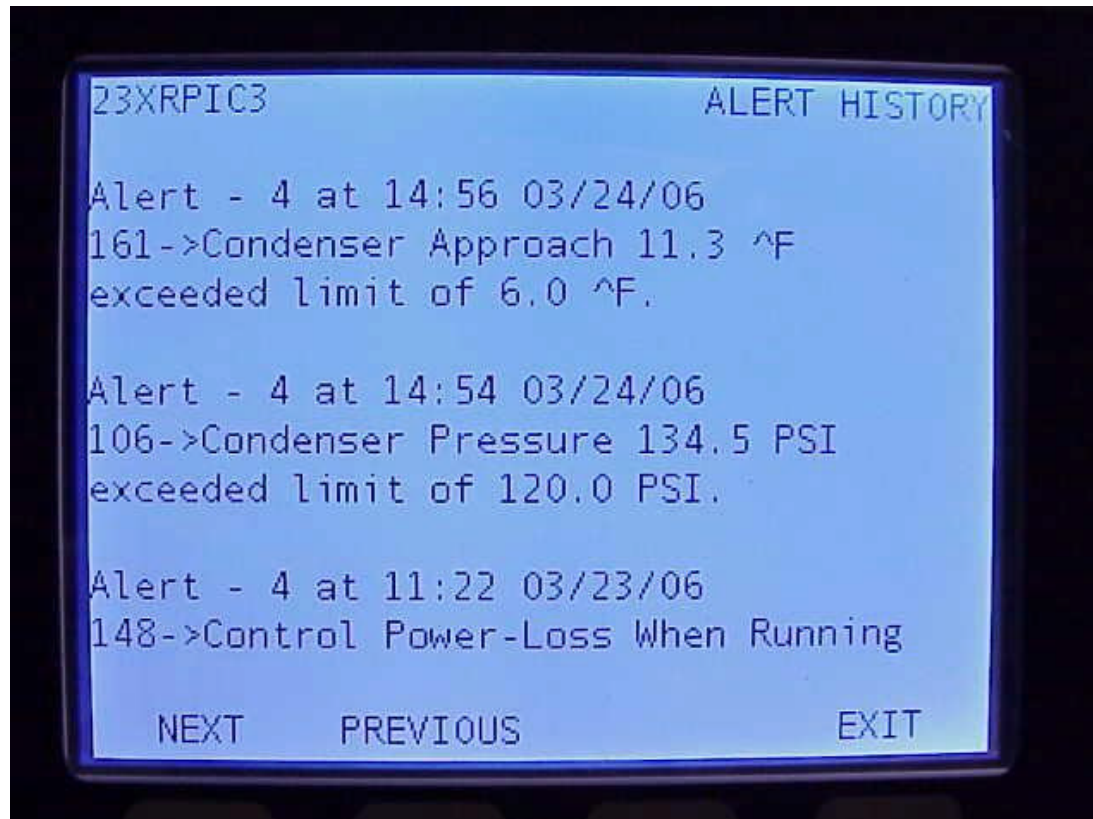 23XRPIC3 ALERT HISTORY
Alert - 4 at 14:56 03/24/06
161->Condenser Approach 11.3 ^F
exceeded limit of 6.0 ^F.
Alert - 4 at 14:54 03/24/06
106->Condenser Pressure 134.5 PSI
exceeded limit of 120.0 PSI.
Alert - 4 at 11:22 03/23/06
148->Control Power-Loss When Running
NEXT PREVIOUS EXIT